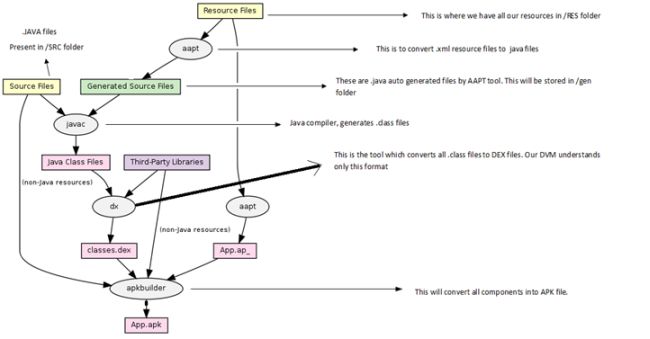 Resource Files
This is where we have all our resources in /RES folder
.JAVA files
Present in /SRC folder
aapt
This is to convert .xml resource files to java files
Source Files
Generated Source Files
These are .java auto generated files by AAPT tool. This will be stored in /gen
folder
javac
Java compiler, generates .class files
Java Class Files
Third-Party Libraries
This is the tool which converts all .class files to DEX files. Our DVM understands
only this format
(non-Java resources)
dx
aapt
(non-Java resources)
classes.dex
App.ap_
apkbuilder
This will convert all components into APK file.
App.apk